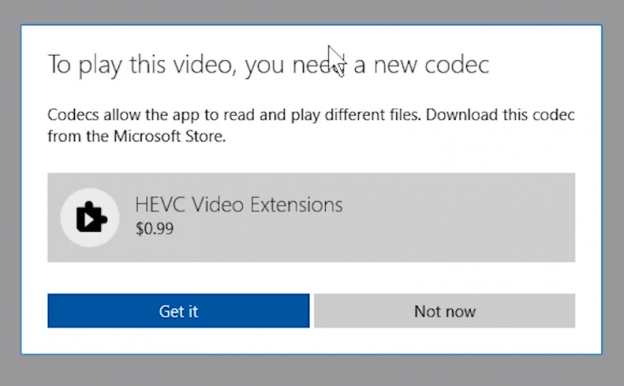 To play this video, you need a new codec
Codecs allow the app to read and play different files. Download this codec
from the Microsoft Store.
HEVC Video Extensions
$0.99
Get it
Not now